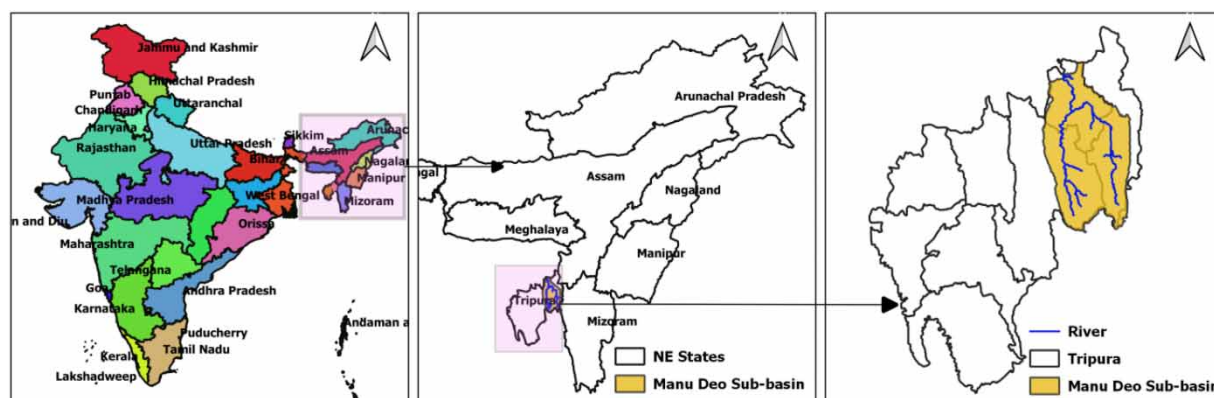 Jammu and Kashmir
Himachal Pradesh
Punjab
Chandigarh
Uttaranchal
Haryana
Rajasthan
Uttar Pradesh
Sikkim
Arunac
Assam
Nagalan
Bihar
Manipur
Madhya Pradesh
West Bengal
Mizoram
n and Diu
Orissa
Maharashtra
Telangana
Goa
Andhra Pradesh
Karnataka
Puducherry
Andaman a
Kerala
Tamil Nadu
Lakshadweep
Arunachal Pradesh
ngal
Assam
Nagaland
Meghalaya
Manipur
Tripura
Mizoram
NE States
Manu Deo Sub-basin
River
Tripura
Manu Deo Sub-basin